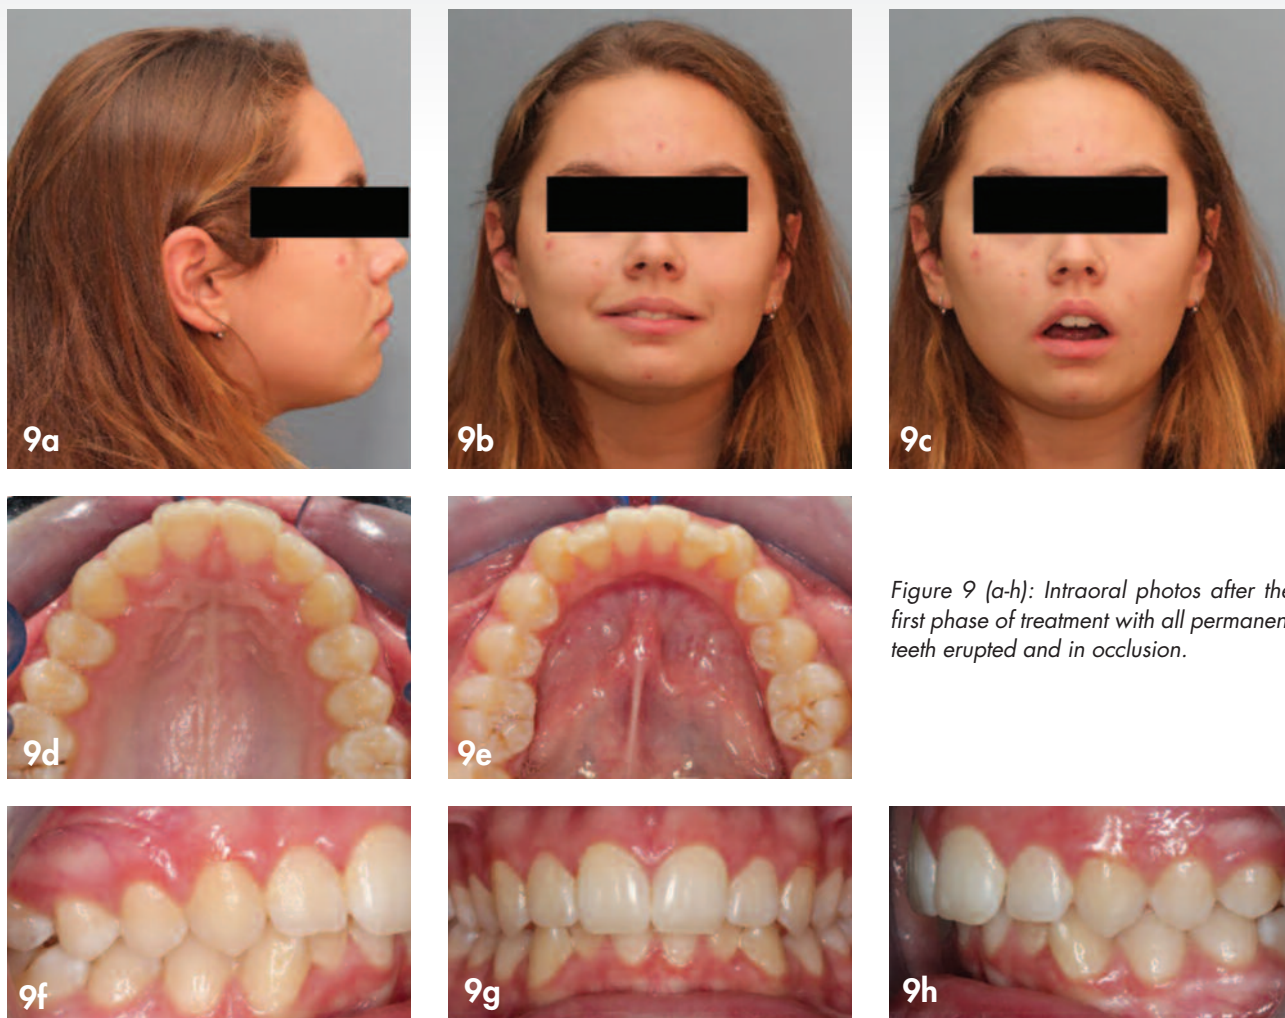 9a
9b
9c
9d
9e
Figure 9 (a-h): Intraoral photos after the
first phase of treatment with all permanen
teeth erupted and in occlusion.
9f
9g
9h